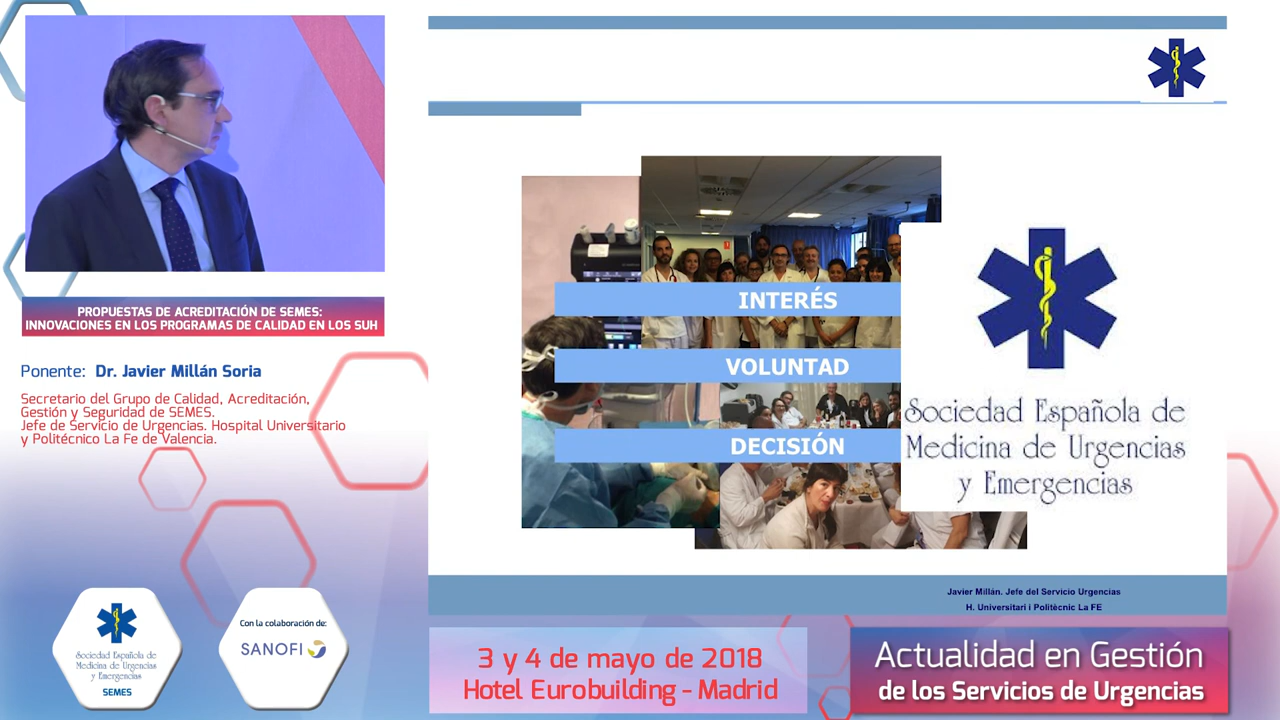 PROPUESTAS DE ACREDITACIÓN DE SEMES:
INNOVACIONES EN LOS PROGRAMAS DE CALIDAD EN LOS SUH
Ponente: Dr. Javier Millán Soria
Secretario del Grupo de Calidad, Acreditación,
Gestión y Seguridad de SEMES.
Jefe de Servicio de Urgencias. Hospital Universitario
y Politécnico La Fe de Valencia.
Sociedad Española de
Medicina de Urgencias
y Emergencias
SEMES
Con la colaboración de:
SANOFI
INTERÉS
VOLUNTAD
DECISIÓN
Sociedad Española de
Medicina de Urgencias
y Emergencias
Javier Millán. Jefe del Servicio Urgencias
H. Universitari i Politècnic La FE
3 y 4 de mayo de 2018
Hotel Eurobuilding - Madrid
Actualidad en Gestión
de los Servicios de Urgencias